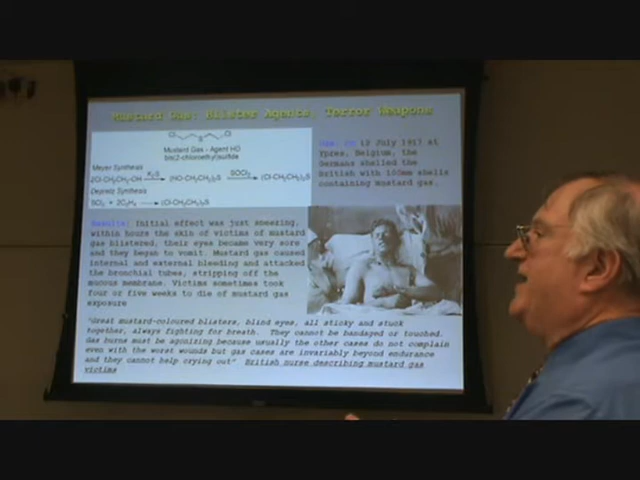 Mustard Gas: Blister Agents, Terror Weapons
Cl S Cl
Mustard Gas - Agent HD
bis(2-chloroethyl)sulfide
Meyer Synthesis
K₂S SOCl₂
Depretz Synthesis
12 July 1917 at
Ypres, Belgium, the
Germans shelled the
British with 105mm shells
containing mustard gas.
Results: Initial effect was just sneezing,
within hours the skin of victims of mustard
gas blistered, their eyes became very sore
and they began to vomit. Mustard gas caused
internal and external bleeding and attacked
the bronchial tubes, stripping off the
mucous membrane. Victims sometimes took
four or five weeks to die of mustard gas
exposure
"Great mustard-coloured blisters, blind eyes, all sticky and stuck
together, always fighting for breath. They cannot be bandaged or touched.
Gas burns must be agonizing because usually the other cases do not complain
even with the worst wounds but gas cases are invariably beyond endurance
and they cannot help crying out" British nurse describing mustard gas
victims